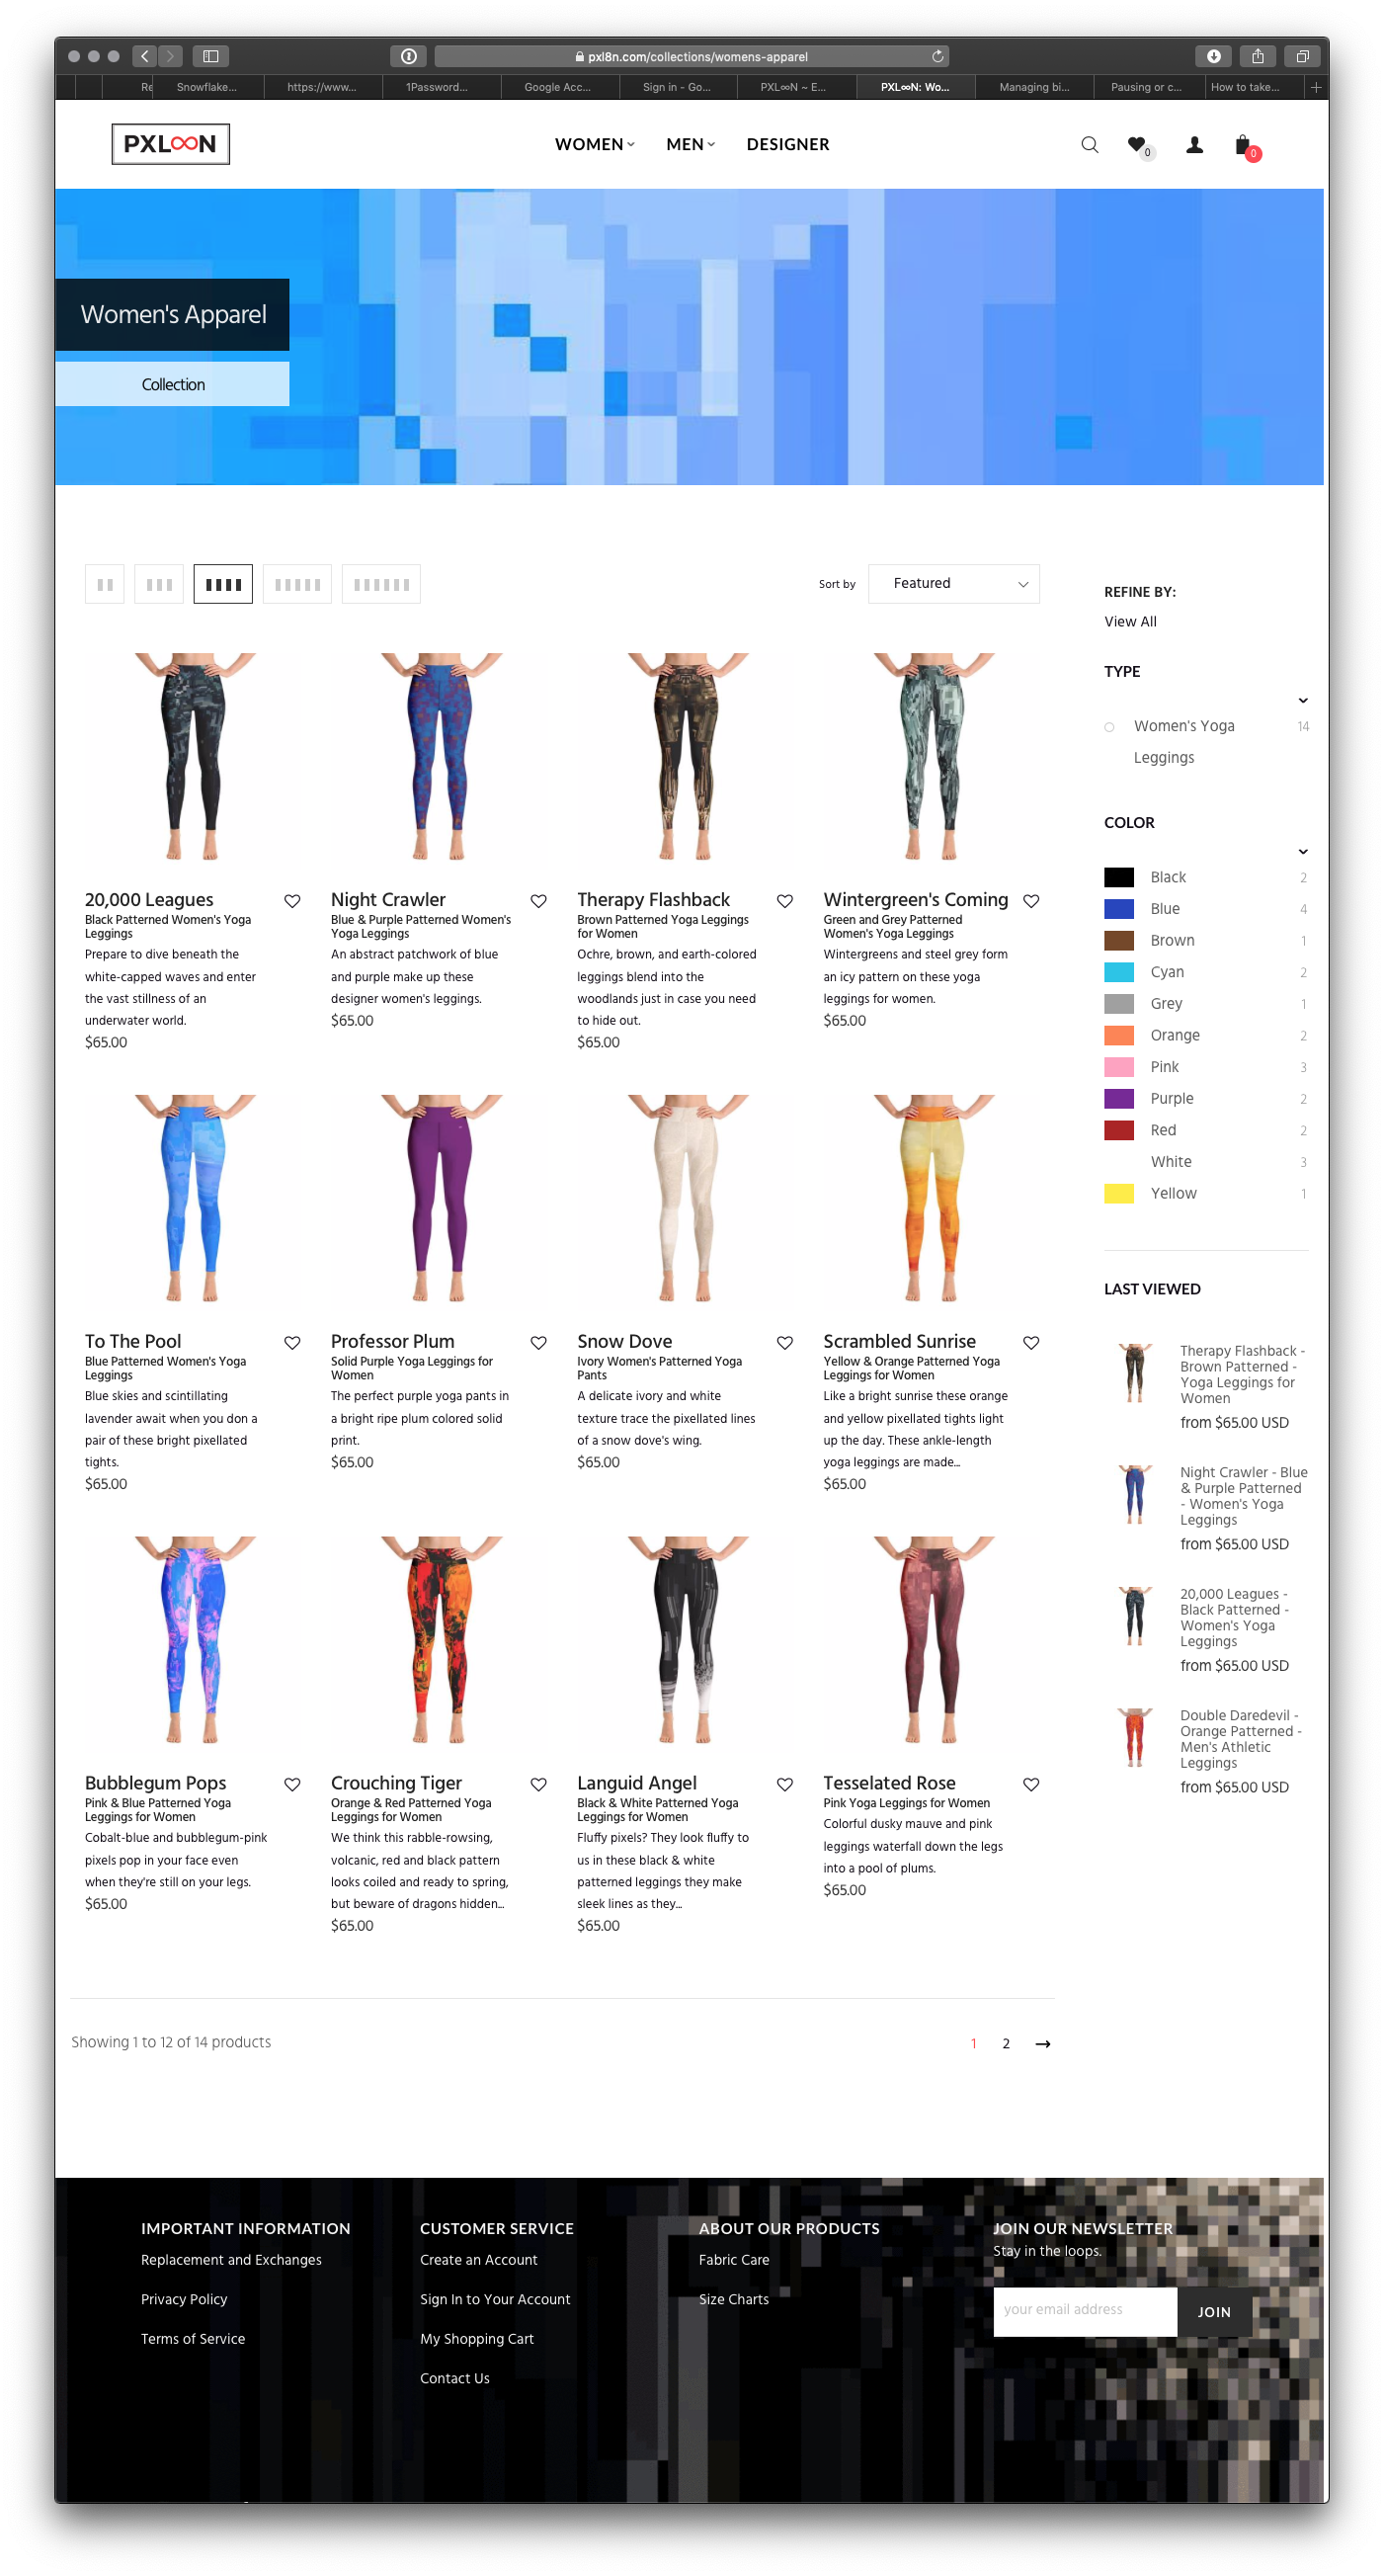 pxl8n.com/collections/womens-apparel
Re
Snowflake...
https://www...
1Password...
Google Acc...
Sign in - Go...
PXL∞N ~ E...
PXL∞N: Wo...
Managing bi...
Pausing or c...
How to take...
PXL∞N
WOMEN
MEN
DESIGNER
0
0
Women's Apparel
Collection
Sort by
Featured
20,000 Leagues
Black Patterned Women's Yoga
Leggings
Prepare to dive beneath the
white-capped waves and enter
the vast stillness of an
underwater world.
$65.00
Night Crawler
Blue & Purple Patterned Women's
Yoga Leggings
An abstract patchwork of blue
and purple make up these
designer women's leggings.
$65.00
Therapy Flashback
Brown Patterned Yoga Leggings
for Women
Ochre, brown, and earth-colored
leggings blend into the
woodlands just in case you need
to hide out.
$65.00
Wintergreen's Coming
Green and Grey Patterned
Women's Yoga Leggings
Wintergreens and steel grey form
an icy pattern on these yoga
leggings for women.
$65.00
To The Pool
Blue Patterned Women's Yoga
Leggings
Blue skies and scintillating
lavender await when you don a
pair of these bright pixellated
tights.
$65.00
Professor Plum
Solid Purple Yoga Leggings for
Women
The perfect purple yoga pants in
a bright ripe plum colored solid
print.
$65.00
Snow Dove
Ivory Women's Patterned Yoga
Pants
A delicate ivory and white
texture trace the pixellated lines
of a snow dove's wing.
$65.00
Scrambled Sunrise
Yellow & Orange Patterned Yoga
Leggings for Women
Like a bright sunrise these orange
and yellow pixellated tights light
up the day. These ankle-length
yoga leggings are made...
$65.00
Bubblegum Pops
Pink & Blue Patterned Yoga
Leggings for Women
Cobalt-blue and bubblegum-pink
pixels pop in your face even
when they're still on your legs.
$65.00
Crouching Tiger
Orange & Red Patterned Yoga
Leggings for Women
We think this rabble-rowsing,
volcanic, red and black pattern
looks coiled and ready to spring,
but beware of dragons hidden...
$65.00
Languid Angel
Black & White Patterned Yoga
Leggings for Women
Fluffy pixels? They look fluffy to
us in these black & white
patterned leggings they make
sleek lines as they...
$65.00
Tesselated Rose
Pink Yoga Leggings for Women
Colorful dusky mauve and pink
leggings waterfall down the legs
into a pool of plums.
$65.00
Showing 1 to 12 of 14 products
1 2
REFINE BY:
View All
TYPE
Women's Yoga 14
Leggings
COLOR
Black 2
Blue 4
Brown 1
Cyan 2
Grey 1
Orange 2
Pink 3
Purple 2
Red 2
White 3
Yellow 1
LAST VIEWED
Therapy Flashback -
Brown Patterned -
Yoga Leggings for
Women
from $65.00 USD
Night Crawler - Blue
& Purple Patterned
- Women's Yoga
Leggings
from $65.00 USD
20,000 Leagues -
Black Patterned -
Women's Yoga
Leggings
from $65.00 USD
Double Daredevil -
Orange Patterned -
Men's Athletic
Leggings
from $65.00 USD
IMPORTANT INFORMATION
Replacement and Exchanges
Privacy Policy
Terms of Service
CUSTOMER SERVICE
Create an Account
Sign In to Your Account
My Shopping Cart
Contact Us
ABOUT OUR PRODUCTS
Fabric Care
Size Charts
JOIN OUR NEWSLETTER
Stay in the loops.
your email address
JOIN